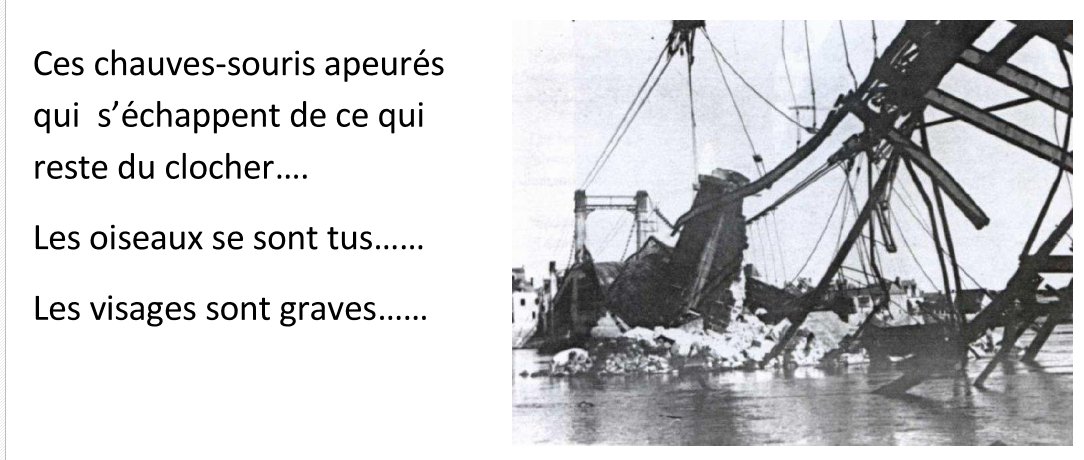 Ces chauves-souris apeurés
qui  s’échappent de ce qui
reste du clocher....
Les oiseaux se sont tus......
Les visages sont graves......